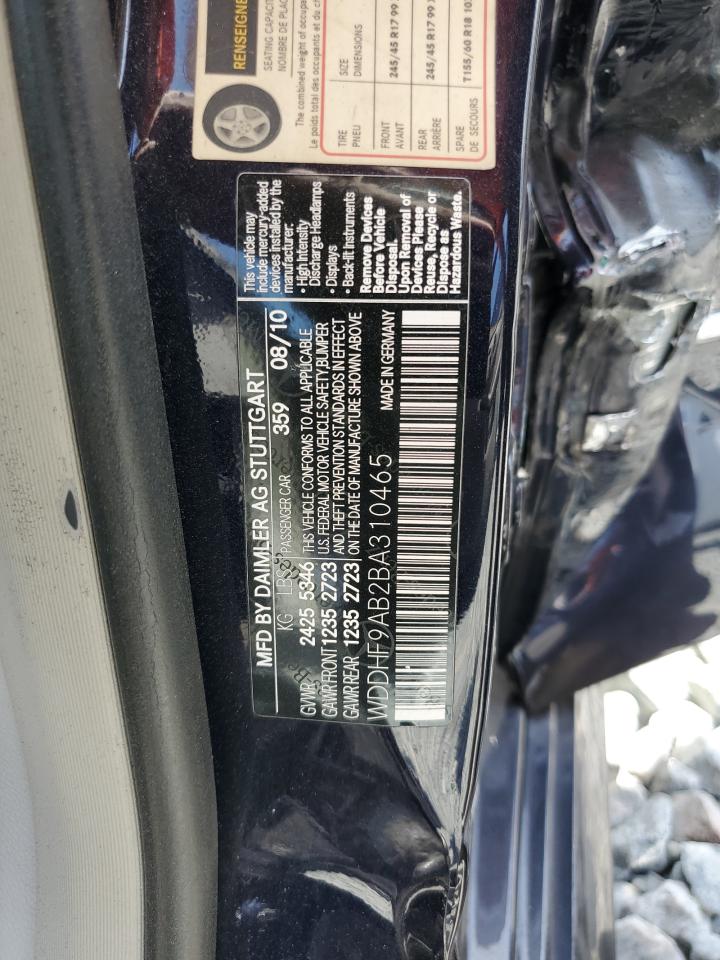 MFD BY DAIMLER AG STUTTGART
KG LBS PASSENGER CAR 359 08/10
GVWR 2425 5346 THIS VEHICLE CONFORMS TO ALL APPLICABLE
GAWR FRONT 1235 2723 U.S. FEDERAL MOTOR VEHICLE SAFETY,BUMPER
AND THEFT PREVENTION STANDARDS IN EFFECT
GAWR REAR 1235 2723 ON THE DATE OF MANUFACTURE SHOWN ABOVE
WDDHF9AB2BA310465 MADE IN GERMANY
This vehicle may
include mercury-added
devices installed by the
manufacturer:
• High Intensity
Discharge Headlamps
• Displays
• Back-lit Instruments
Remove Devices
Before Vehicle
Disposal.
Upon Removal of
Devices Please
Reuse, Recycle or
Dispose as
Hazardous Waste.
RENSEIGNE
SEATING CAPACI
NOMBRE DE PLAC
The combined weight of occupa
Le poids total des occupants et du c
TIRE SIZE
PNEU DIMENSIONS
FRONT 245/45 R17 99
AVANT
REAR 245/45 R17 99
ARRIÈRE
SPARE T155/60 R18 10
DE SECOURS